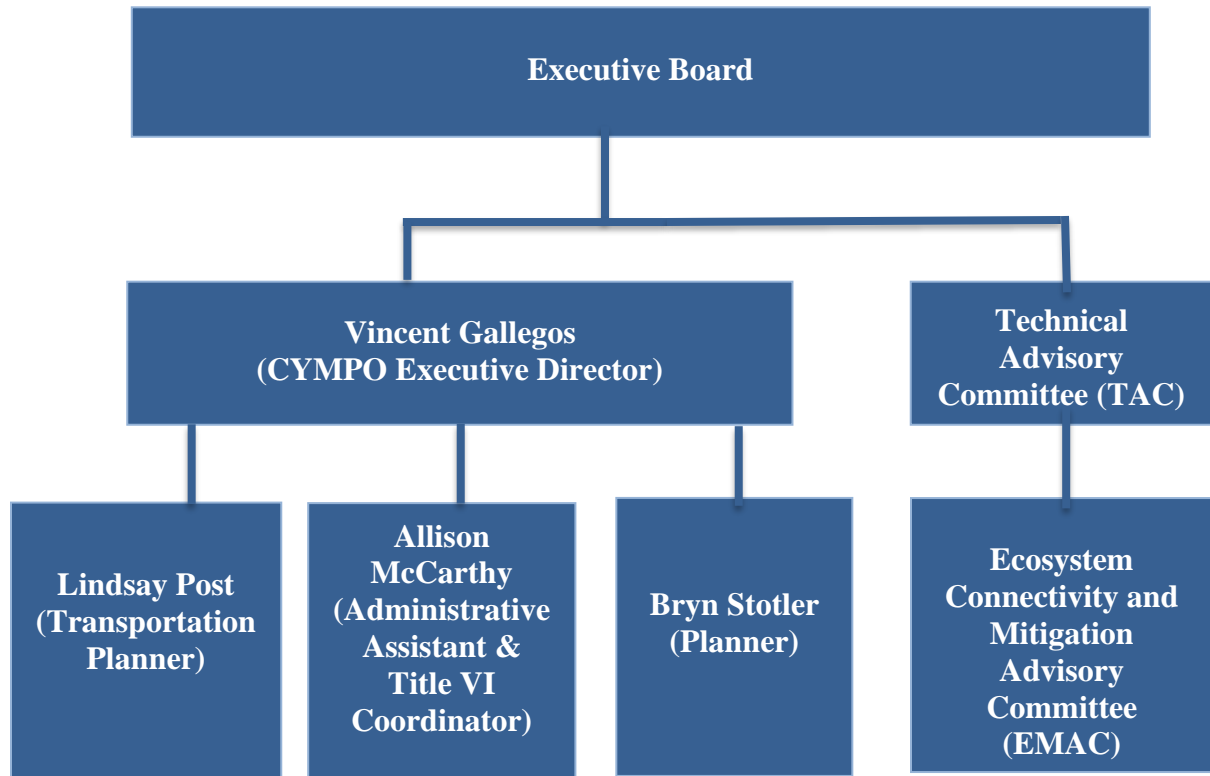 Executive Board
Vincent Gallegos
(CYMPO Executive Director)
Technical
Advisory
Committee (TAC)
Lindsay Post
(Transportation
Planner)
Allison
McCarthy
(Administrative
Assistant &
Title VI
Coordinator)
Bryn Stotler
(Planner)
Ecosystem
Connectivity and
Mitigation
Advisory
Committee
(EMAC)